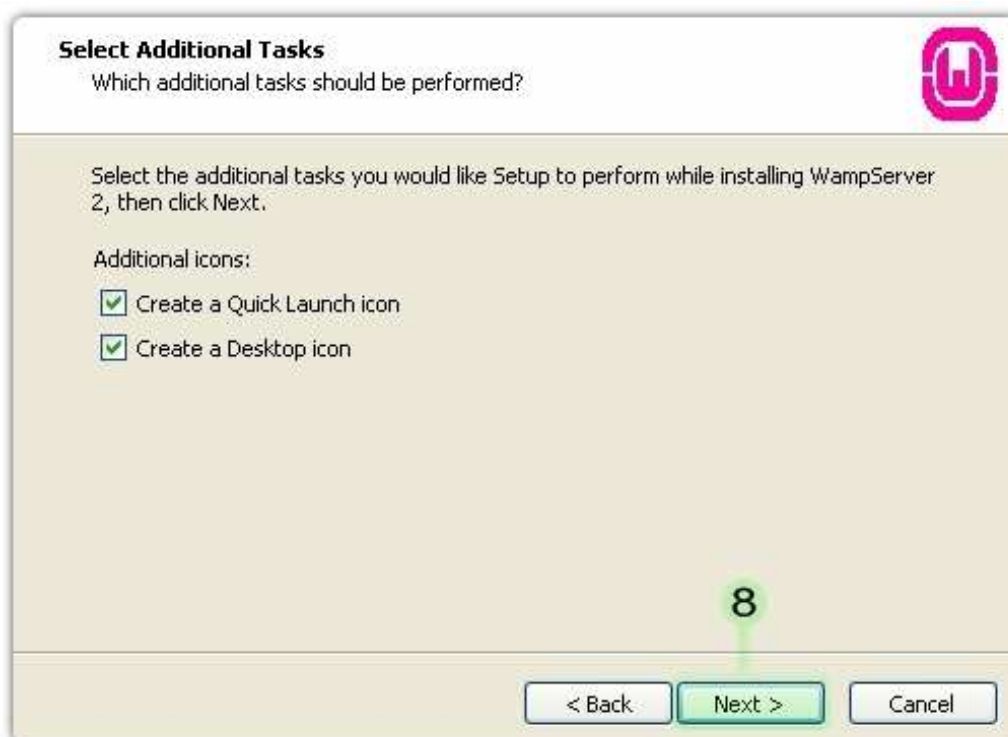 Select Additional Tasks
Which additional tasks should be performed?
Select the additional tasks you would like Setup to perform while installing WampServer
2, then click Next.
Additional icons:
Create a Quick Launch icon
Create a Desktop icon
8
< Back
Next >
Cancel